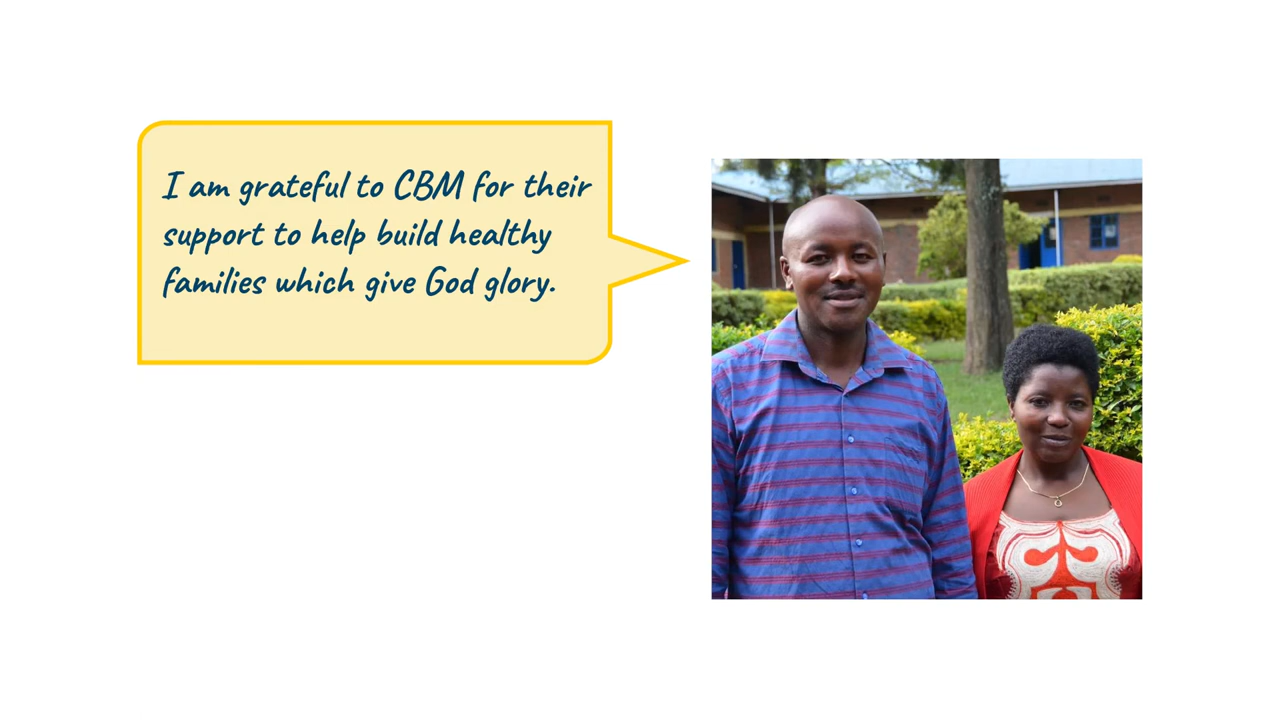 I am grateful to CBM for their
support to help build healthy
families which give God glory.